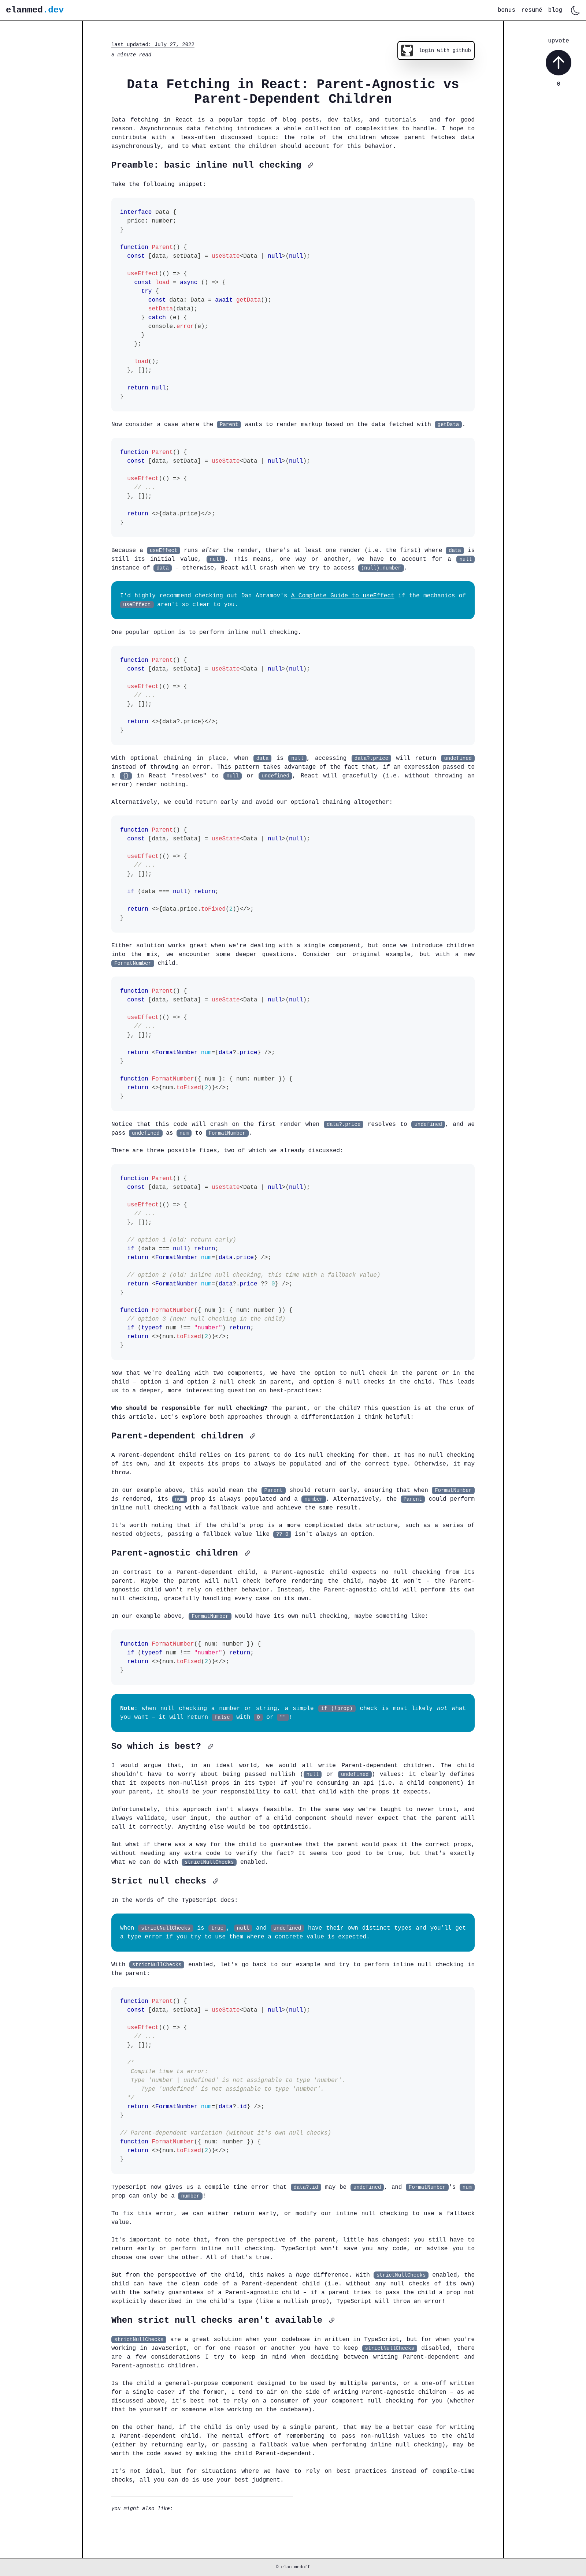 elanmed.dev
bonus resumé blog
last updated: July 27, 2022
8 minute read
login with github
upvote
0
Data Fetching in React: Parent-Agnostic vs
Parent-Dependent Children
Data fetching in React is a popular topic of blog posts, dev talks, and tutorials – and for good
reason. Asynchronous data fetching introduces a whole collection of complexities to handle. I hope to
contribute with a less-often discussed topic: the role of the children whose parent fetches data
asynchronously, and to what extent the children should account for this behavior.
Preamble: basic inline null checking
Take the following snippet:
interface Data {
  price: number;
}
function Parent() {
  const [data, setData] = useState<Data | null>(null);
  useEffect(() => {
    const load = async () => {
      try {
        const data: Data = await getData();
        setData(data);
      } catch (e) {
        console.error(e);
      }
    };
    load();
  }, []);
  return null;
}
Now consider a case where the Parent wants to render markup based on the data fetched with getData.
function Parent() {
  const [data, setData] = useState<Data | null>(null);
  useEffect(() => {
    // ...
  }, []);
  return <>{data.price}</>;
}
Because a useEffect runs after the render, there's at least one render (i.e. the first) where data is
still its initial value, null. This means, one way or another, we have to account for a null
instance of data – otherwise, React will crash when we try to access (null).number.
I'd highly recommend checking out Dan Abramov's A Complete Guide to useEffect if the mechanics of
useEffect aren't so clear to you.
One popular option is to perform inline null checking.
function Parent() {
  const [data, setData] = useState<Data | null>(null);
  useEffect(() => {
    // ...
  }, []);
  return <>{data?.price}</>;
}
With optional chaining in place, when data is null, accessing data?.price will return undefined
instead of throwing an error. This pattern takes advantage of the fact that, if an expression passed to
a {} in React "resolves" to null or undefined, React will gracefully (i.e. without throwing an
error) render nothing.
Alternatively, we could return early and avoid our optional chaining altogether:
function Parent() {
  const [data, setData] = useState<Data | null>(null);
  useEffect(() => {
    // ...
  }, []);
  if (data === null) return;
  return <>{data.price.toFixed(2)}</>;
}
Either solution works great when we're dealing with a single component, but once we introduce children
into the mix, we encounter some deeper questions. Consider our original example, but with a new
FormatNumber child.
function Parent() {
  const [data, setData] = useState<Data | null>(null);
  useEffect(() => {
    // ...
  }, []);
  return <FormatNumber num={data?.price} />;
}
function FormatNumber({ num }: { num: number }) {
  return <>{num.toFixed(2)}</>;
}
Notice that this code will crash on the first render when data?.price resolves to undefined, and we
pass undefined as num to FormatNumber.
There are three possible fixes, two of which we already discussed:
function Parent() {
  const [data, setData] = useState<Data | null>(null);
  useEffect(() => {
    // ...
  }, []);
  // option 1 (old: return early)
  if (data === null) return;
  return <FormatNumber num={data.price} />;
  // option 2 (old: inline null checking, this time with a fallback value)
  return <FormatNumber num={data?.price ?? 0} />;
}
function FormatNumber({ num }: { num: number }) {
  // option 3 (new: null checking in the child)
  if (typeof num !== "number") return;
  return <>{num.toFixed(2)}</>;
}
Now that we're dealing with two components, we have the option to null check in the parent or in the
child – option 1 and option 2 null check in parent, and option 3 null checks in the child. This leads
us to a deeper, more interesting question on best-practices:
Who should be responsible for null checking? The parent, or the child? This question is at the crux of
this article. Let's explore both approaches through a differentiation I think helpful:
Parent-dependent children
A Parent-dependent child relies on its parent to do its null checking for them. It has no null checking
of its own, and it expects its props to always be populated and of the correct type. Otherwise, it may
throw.
In our example above, this would mean the Parent should return early, ensuring that when FormatNumber
is rendered, its num prop is always populated and a number. Alternatively, the Parent could perform
inline null checking with a fallback value and achieve the same result.
It's worth noting that if the child's prop is a more complicated data structure, such as a series of
nested objects, passing a fallback value like ?? 0 isn't always an option.
Parent-agnostic children
In contrast to a Parent-dependent child, a Parent-agnostic child expects no null checking from its
parent. Maybe the parent will null check before rendering the child, maybe it won't – the Parent-
agnostic child won't rely on either behavior. Instead, the Parent-agnostic child will perform its own
null checking, gracefully handling every case on its own.
In our example above, FormatNumber would have its own null checking, maybe something like:
function FormatNumber({ num: number }) {
  if (typeof num !== "number") return;
  return <>{num.toFixed(2)}</>;
}
Note: when null checking a number or string, a simple if (!prop) check is most likely not what
you want – it will return false with 0 or ""!
So which is best?
I would argue that, in an ideal world, we would all write Parent-dependent children. The child
shouldn't have to worry about being passed nullish (null or undefined) values: it clearly defines
that it expects non-nullish props in its type! If you're consuming an api (i.e. a child component) in
your parent, it should be your responsibility to call that child with the props it expects.
Unfortunately, this approach isn't always feasible. In the same way we're taught to never trust, and
always validate, user input, the author of a child component should never expect that the parent will
call it correctly. Anything else would be too optimistic.
But what if there was a way for the child to guarantee that the parent would pass it the correct props,
without needing any extra code to verify the fact? It seems too good to be true, but that's exactly
what we can do with strictNullChecks enabled.
Strict null checks
In the words of the TypeScript docs:
When strictNullChecks is true, null and undefined have their own distinct types and you'll get
a type error if you try to use them where a concrete value is expected.
With strictNullChecks enabled, let's go back to our example and try to perform inline null checking in
the parent:
function Parent() {
  const [data, setData] = useState<Data | null>(null);
  useEffect(() => {
    // ...
  }, []);
  /*
   Compile time ts error:
   Type 'number | undefined' is not assignable to type 'number'.
      Type 'undefined' is not assignable to type 'number'.
  */
  return <FormatNumber num={data?.id} />;
}
// Parent-dependent variation (without it's own null checks)
function FormatNumber({ num: number }) {
  return <>{num.toFixed(2)}</>;
}
TypeScript now gives us a compile time error that data?.id may be undefined, and FormatNumber's num
prop can only be a number!
To fix this error, we can either return early, or modify our inline null checking to use a fallback
value.
It's important to note that, from the perspective of the parent, little has changed: you still have to
return early or perform inline null checking. TypeScript won't save you any code, or advise you to
choose one over the other. All of that's true.
But from the perspective of the child, this makes a huge difference. With strictNullChecks enabled, the
child can have the clean code of a Parent-dependent child (i.e. without any null checks of its own)
with the safety guarantees of a Parent-agnostic child – if a parent tries to pass the child a prop not
explicitly described in the child's type (like a nullish prop), TypeScript will throw an error!
When strict null checks aren't available
strictNullChecks are a great solution when your codebase in written in TypeScript, but for when you're
working in JavaScript, or for one reason or another you have to keep strictNullChecks disabled, there
are a few considerations I try to keep in mind when deciding between writing Parent-dependent and
Parent-agnostic children.
Is the child a general-purpose component designed to be used by multiple parents, or a one-off written
for a single case? If the former, I tend to air on the side of writing Parent-agnostic children – as we
discussed above, it's best not to rely on a consumer of your component null checking for you (whether
that be yourself or someone else working on the codebase).
On the other hand, if the child is only used by a single parent, that may be a better case for writing
a Parent-dependent child. The mental effort of remembering to pass non-nullish values to the child
(either by returning early, or passing a fallback value when performing inline null checking), may be
worth the code saved by making the child Parent-dependent.
It's not ideal, but for situations where we have to rely on best practices instead of compile-time
checks, all you can do is use your best judgment.
you might also like:
© elan medoff